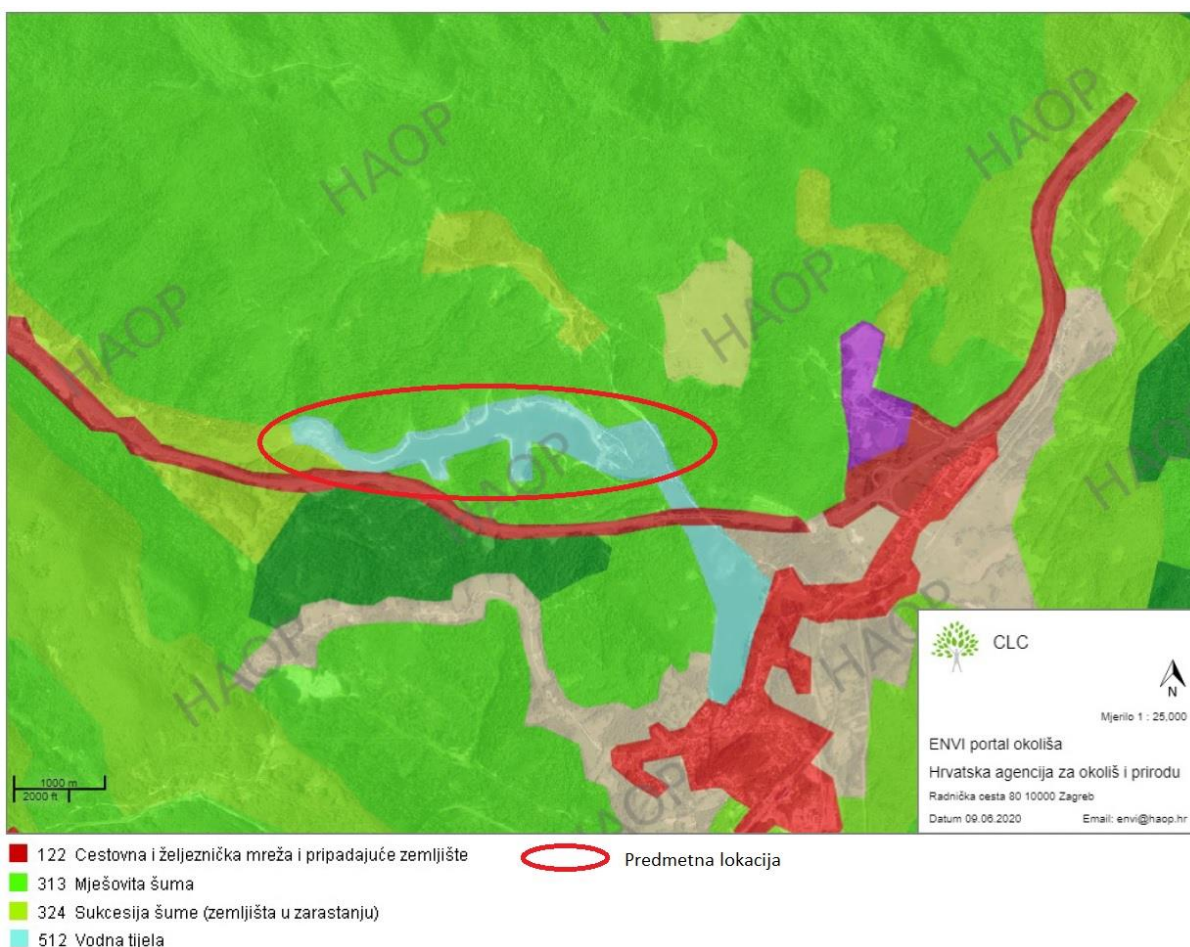 HAOP
HAOP
HAOP
HAOP
HAOP
HAOP
HAOP
HAOP
HAOP
HAOP
HAOP
CLC
N
Mjerilo 1 : 25,000
ENVI portal okoliša
Hrvatska agencija za okoliš i prirodu
Radnička cesta 80 10000 Zagreb
Datum 09.06.2020 Email: envi@haop.hr
1000 m
2000 ft
122 Cestovna i željeznička mreža i pripadajuće zemljište
Predmetna lokacija
313 Mješovita šuma
324 Sukcesija šume (zemljišta u zarastanju)
512 Vodna tijela